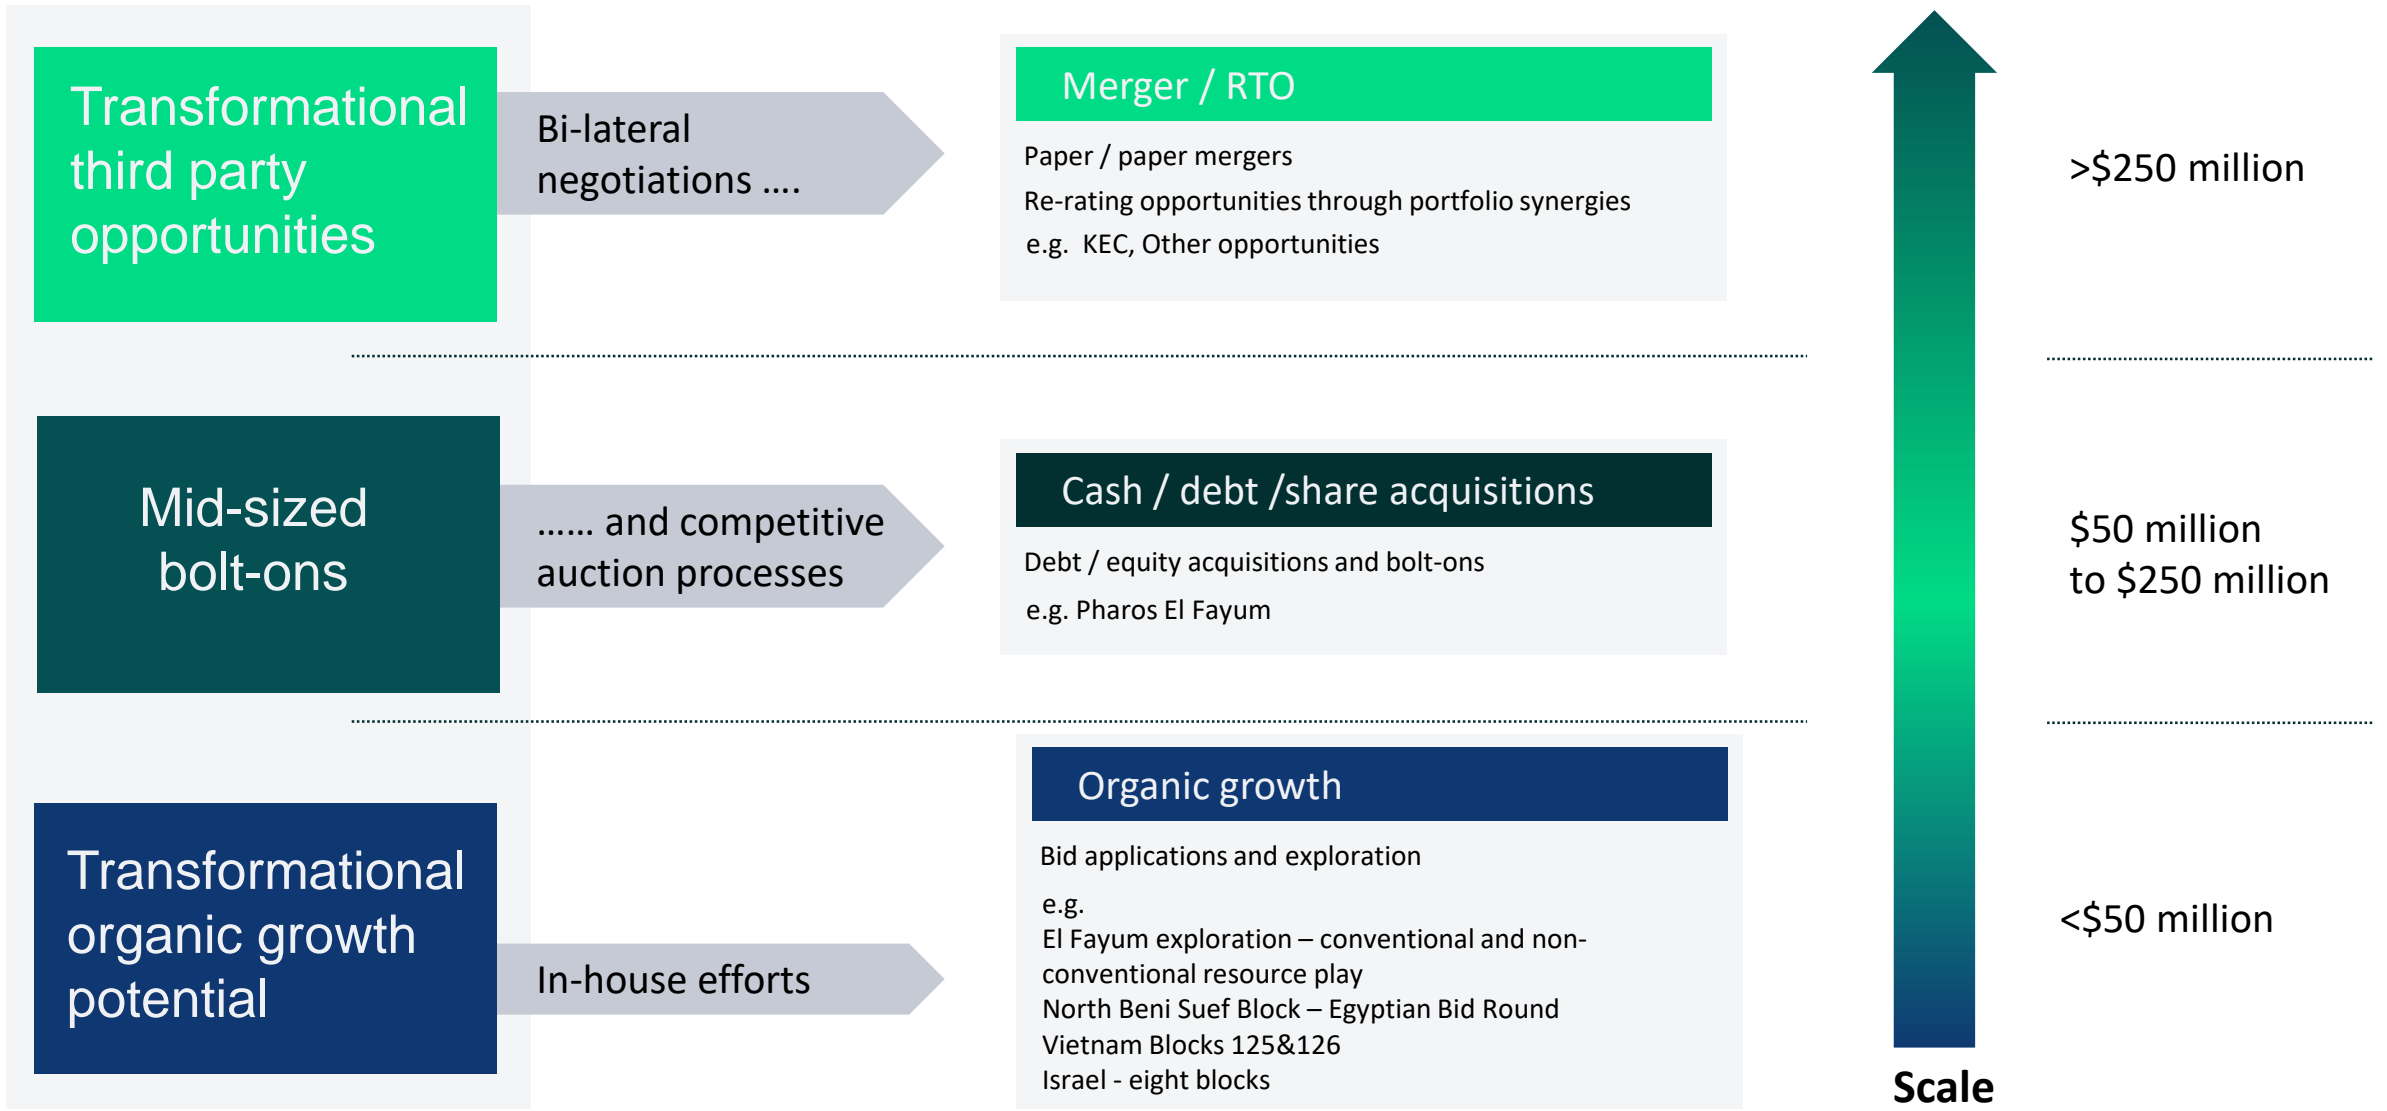 Transformational
third party
opportunities
Bi-lateral
negotiations ....
Merger / RTO
Paper / paper mergers
Re-rating opportunities through portfolio synergies
e.g.  KEC, Other opportunities
>$250 million
Mid-sized
bolt-ons
...... and competitive
auction processes
Cash / debt /share acquisitions
Debt / equity acquisitions and bolt-ons
e.g. Pharos El Fayum
$50 million
to $250 million
Transformational
organic growth
potential
In-house efforts
Organic growth
Bid applications and exploration
e.g.
El Fayum exploration – conventional and non-
conventional resource play
North Beni Suef Block – Egyptian Bid Round
Vietnam Blocks 125&126
Israel - eight blocks
<$50 million
Scale